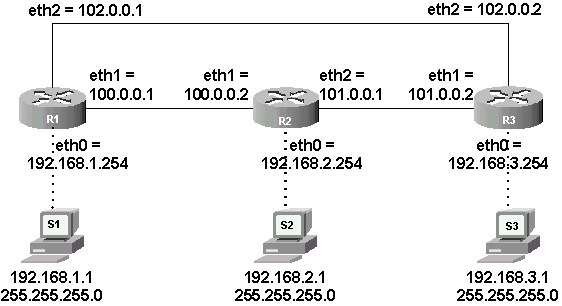 eth2 = 102.0.0.1
eth2 = 102.0.0.2
eth1 =
100.0.0.1
eth1 =
100.0.0.2
eth2 =
101.0.0.1
eth1 =
101.0.0.2
R1
R2
R3
eth0 =
192.168.1.254
eth0 =
192.168.2.254
eth0 =
192.168.3.254
S1
S2
S3
192.168.1.1
255.255.255.0
192.168.2.1
255.255.255.0
192.168.3.1
255.255.255.0